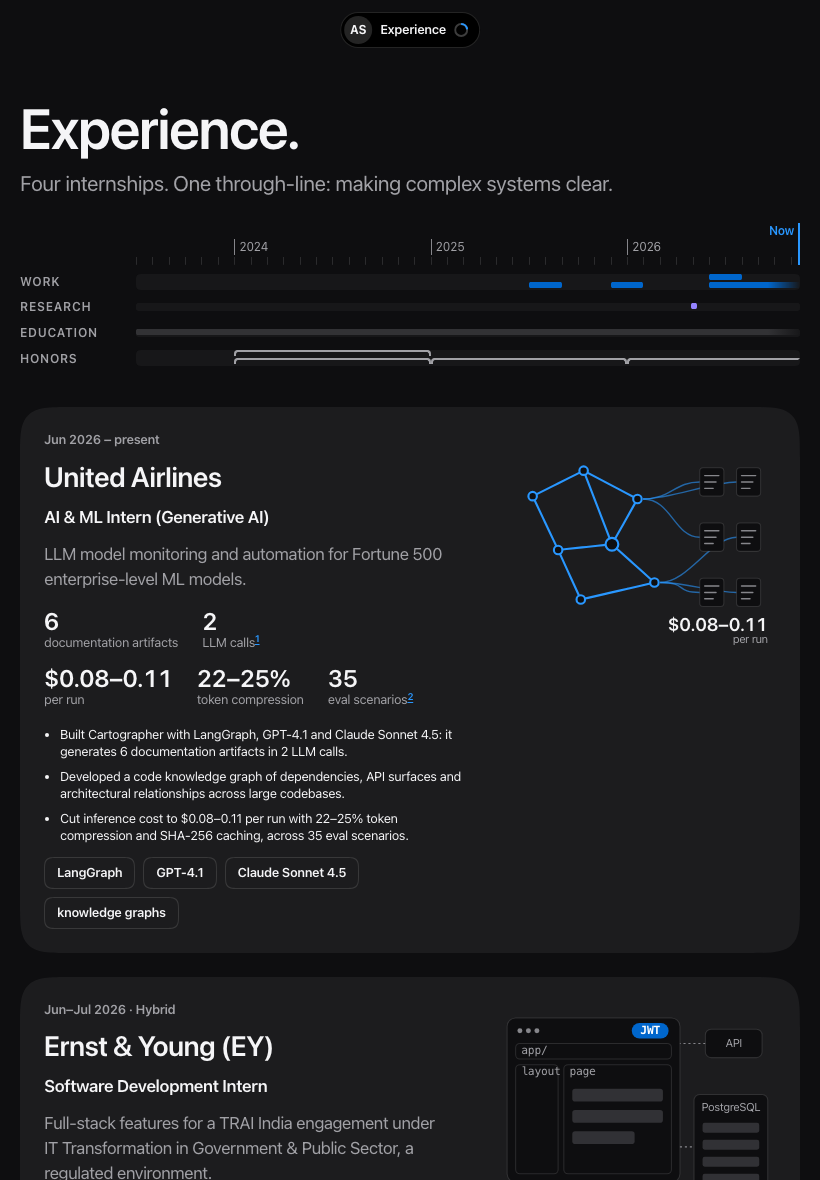 AS Experience
Experience.
Four internships. One through-line: making complex systems clear.
Now
2024 2025 2026
WORK
RESEARCH
EDUCATION
HONORS
Jun 2026 – present
United Airlines
AI & ML Intern (Generative AI)
LLM model monitoring and automation for Fortune 500
enterprise-level ML models.
6 2
documentation artifacts LLM calls1
$0.08–0.11 22–25% 35
per run token compression eval scenarios2
$0.08–0.11
per run
• Built Cartographer with LangGraph, GPT-4.1 and Claude Sonnet 4.5: it
generates 6 documentation artifacts in 2 LLM calls.
• Developed a code knowledge graph of dependencies, API surfaces and
architectural relationships across large codebases.
• Cut inference cost to $0.08–0.11 per run with 22–25% token
compression and SHA-256 caching, across 35 eval scenarios.
LangGraph GPT-4.1 Claude Sonnet 4.5
knowledge graphs
Jun–Jul 2026 · Hybrid
Ernst & Young (EY)
Software Development Intern
Full-stack features for a TRAI India engagement under
IT Transformation in Government & Public Sector, a
regulated environment.
JWT
app/
layout page
API
PostgreSQL